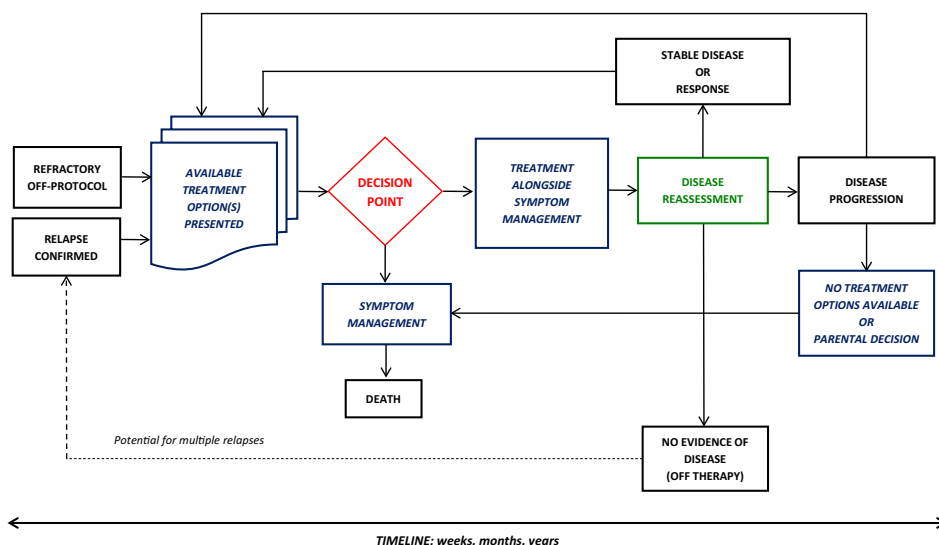 STABLE DISEASE
OR
RESPONSE
REFRACTORY
OFF-PROTOCOL
RELAPSE
CONFIRMED
AVAILABLE
TREATMENT
OPTION(S)
PRESENTED
DECISION
POINT
TREATMENT
ALONGSIDE
SYMPTOM
MANAGEMENT
DISEASE
REASSESSMENT
DISEASE
PROGRESSION
SYMPTOM
MANAGEMENT
NO TREATMENT
OPTIONS AVAILABLE
OR
PARENTAL DECISION
DEATH
Potential for multiple relapses
NO EVIDENCE OF
DISEASE
(OFF THERAPY)
TIMELINE: weeks, months, years